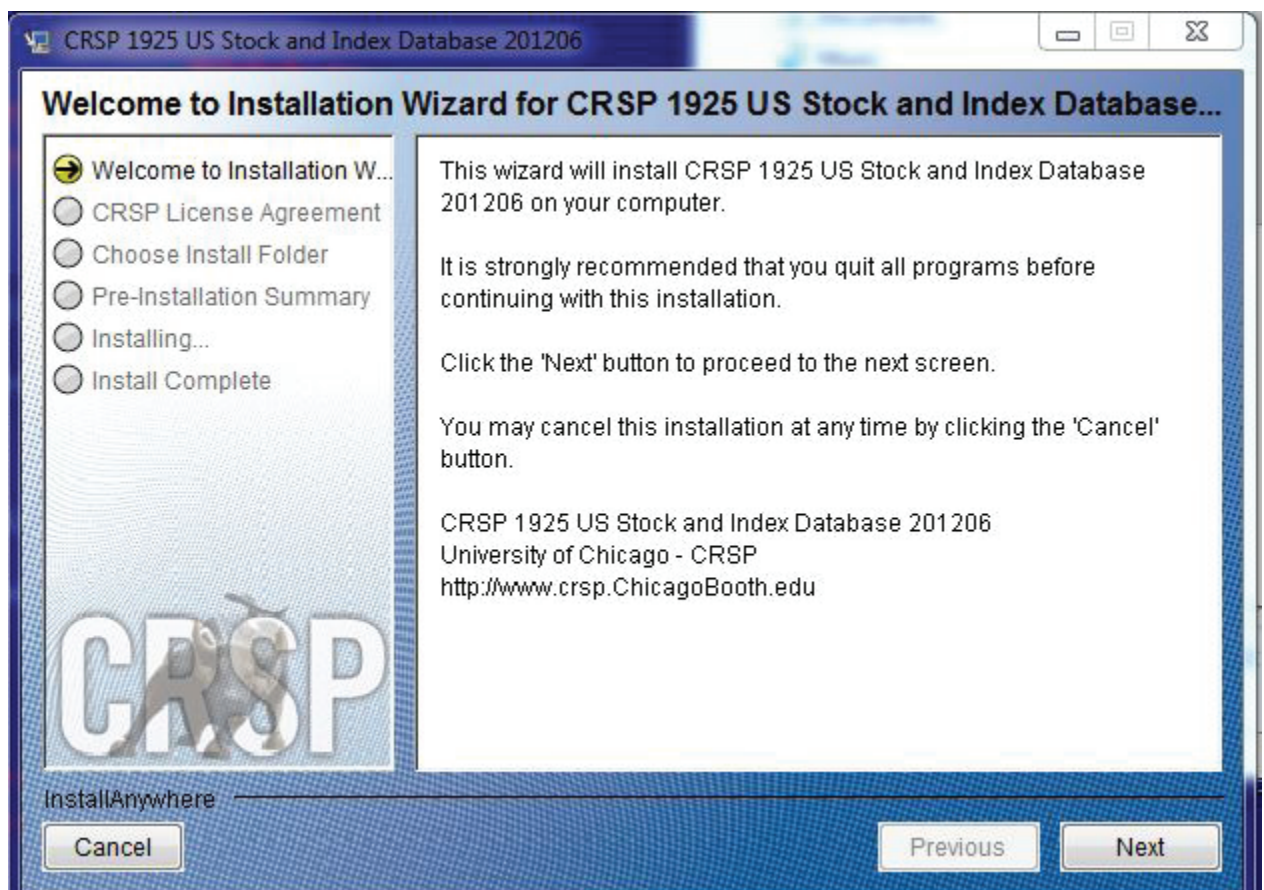 CRSP 1925 US Stock and Index Database 201206
Welcome to Installation Wizard for CRSP 1925 US Stock and Index Database...
Welcome to Installation W...
CRSP License Agreement
Choose Install Folder
Pre-Installation Summary
Installing...
Install Complete
This wizard will install CRSP 1925 US Stock and Index Database
201206 on your computer.
It is strongly recommended that you quit all programs before
continuing with this installation.
Click the 'Next' button to proceed to the next screen.
You may cancel this installation at any time by clicking the 'Cancel'
button.
CRSP 1925 US Stock and Index Database 201206
University of Chicago - CRSP
http://www.crsp.ChicagoBooth.edu
CRSP
InstallAnywhere
Cancel
Previous
Next